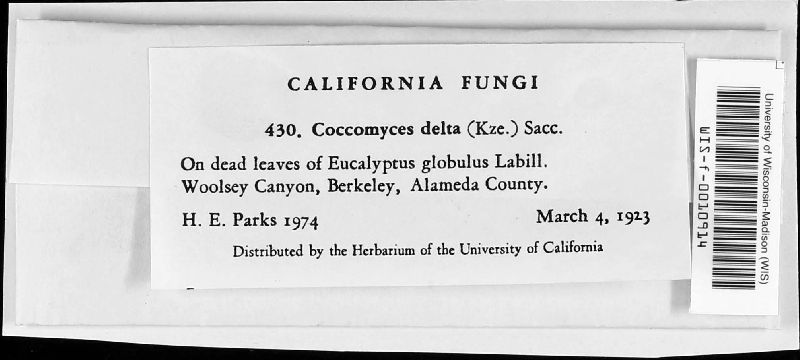 CALIFORNIA FUNGI
430. Coccomyces delta (Kze.) Sacc.
On dead leaves of Eucalyptus globulus Labill.
Woolsey Canyon, Berkeley, Alameda County.
H. E. Parks 1974 March 4, 1923
Distributed by the Herbarium of the University of California
University of Wisconsin-Madison (WIS)
WIS-f-0010914